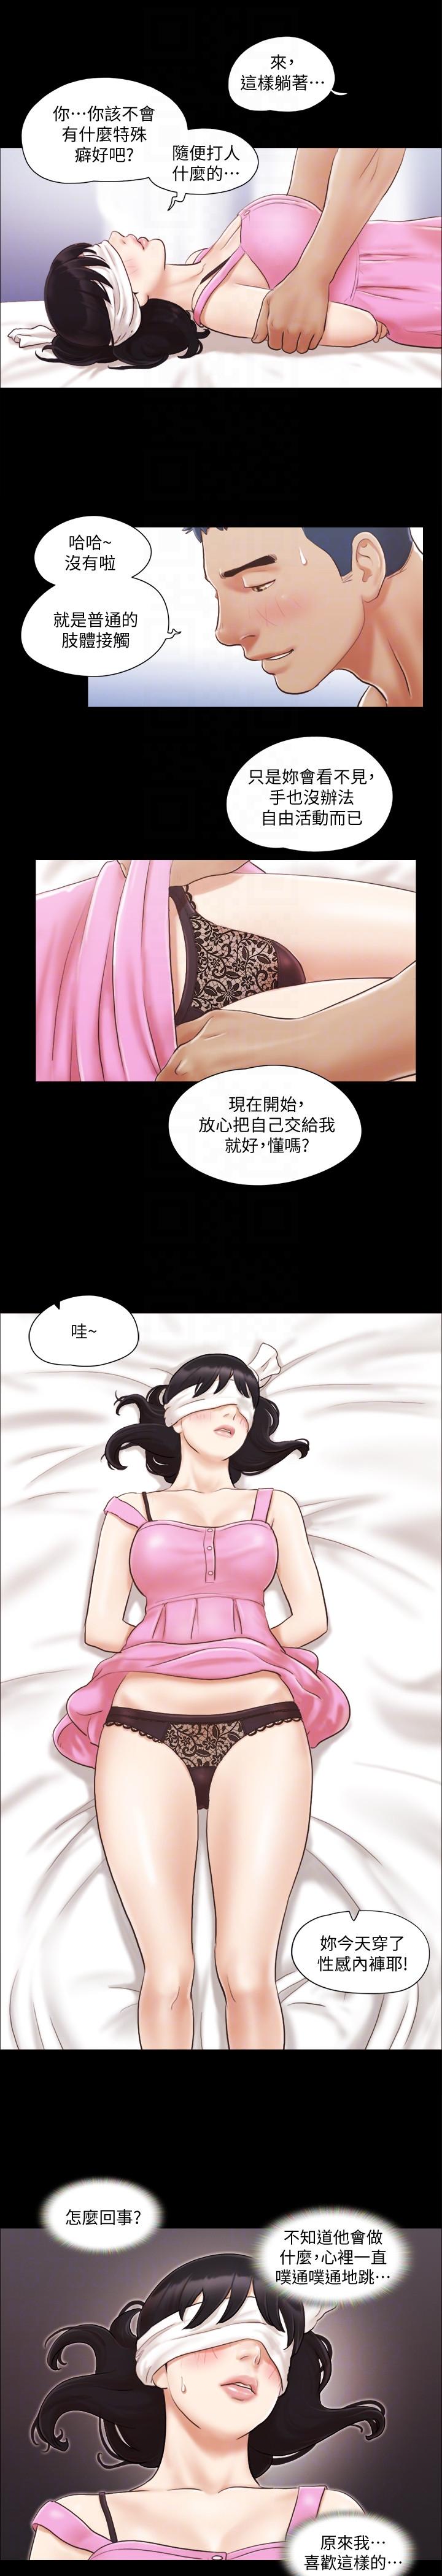 來，
這樣躺著⋯
你⋯你該不會
有什麼特殊
癖好吧?
隨便打人
什麼的⋯
哈哈~
沒有啦
就是普通的
肢體接觸
只是妳會看不見，
手也沒辦法
自由活動而已
現在開始，
放心把自己交給我
就好，懂嗎?
哇~
妳今天穿了
性感內褲耶!
怎麼回事?
不知道他會做
什麼，心裡一直
噗通噗通地跳⋯
原來我⋯
喜歡這樣的⋯